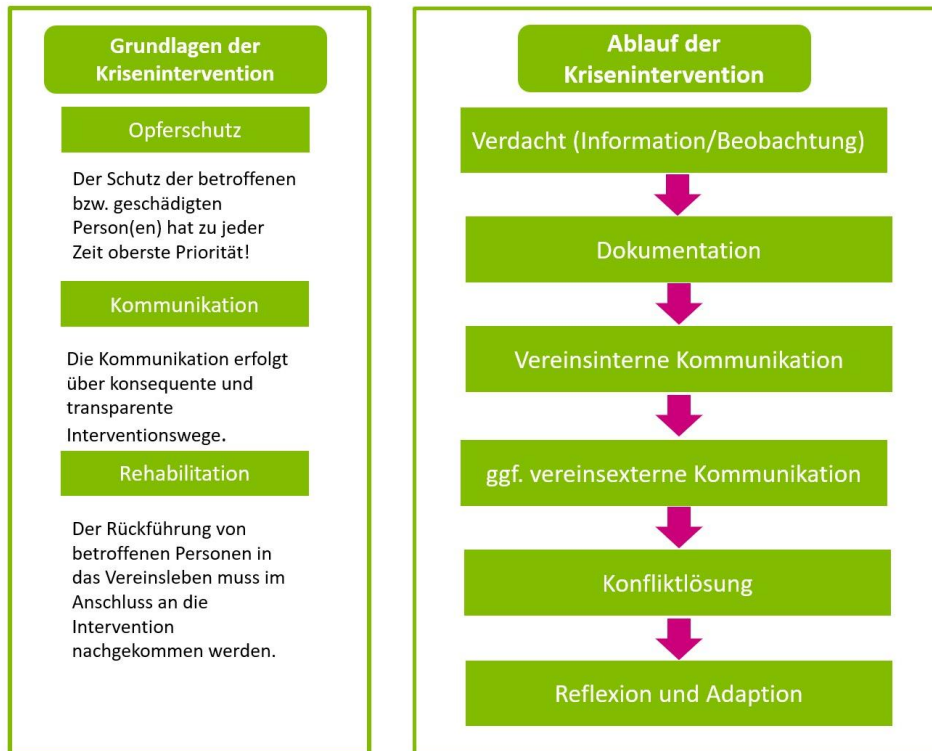 Grundlagen der
Krisenintervention
Opferschutz
Der Schutz der betroffenen
bzw. geschädigten
Person(en) hat zu jeder
Zeit oberste Priorität!
Kommunikation
Die Kommunikation erfolgt
über konsequente und
transparente
Interventionswege.
Rehabilitation
Der Rückführung von
betroffenen Personen in
das Vereinsleben muss im
Anschluss an die
Intervention
nachgekommen werden.
Ablauf der
Krisenintervention
Verdacht (Information/Beobachtung)
Dokumentation
Vereinsinterne Kommunikation
ggf. vereinsexterne Kommunikation
Konfliktlösung
Reflexion und Adaption